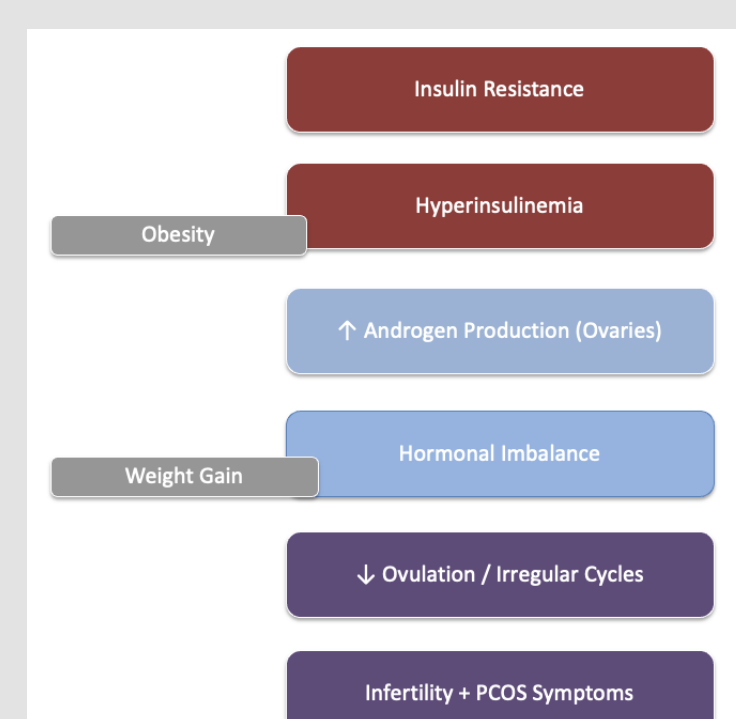 Insulin Resistance
Hyperinsulinemia
Obesity
↑ Androgen Production (Ovaries)
Hormonal Imbalance
Weight Gain
↓ Ovulation / Irregular Cycles
Infertility + PCOS Symptoms